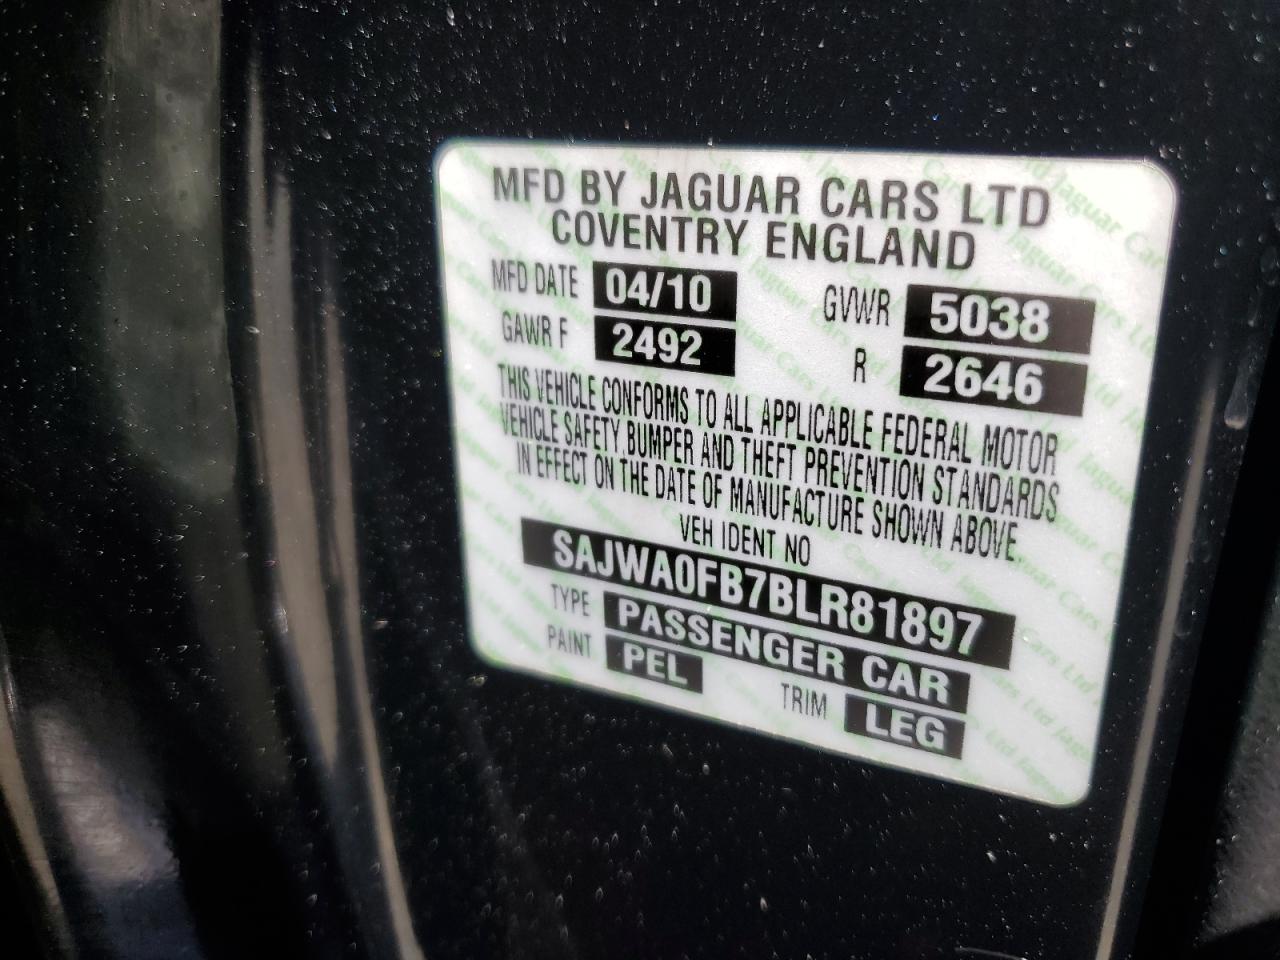 MFD BY JAGUAR CARS LTD
COVENTRY ENGLAND
MFD DATE 04/10 GVWR 5038
GAWR F 2492 R 2646
THIS VEHICLE CONFORMS TO ALL APPLICABLE FEDERAL MOTOR
VEHICLE SAFETY, BUMPER AND THEFT PREVENTION STANDARDS
IN EFFECT ON THE DATE OF MANUFACTURE SHOWN ABOVE.
VEH IDENT NO
SAJWA0FB7BLR81897
TYPE PASSENGER CAR
PAINT PEL TRIM LEG